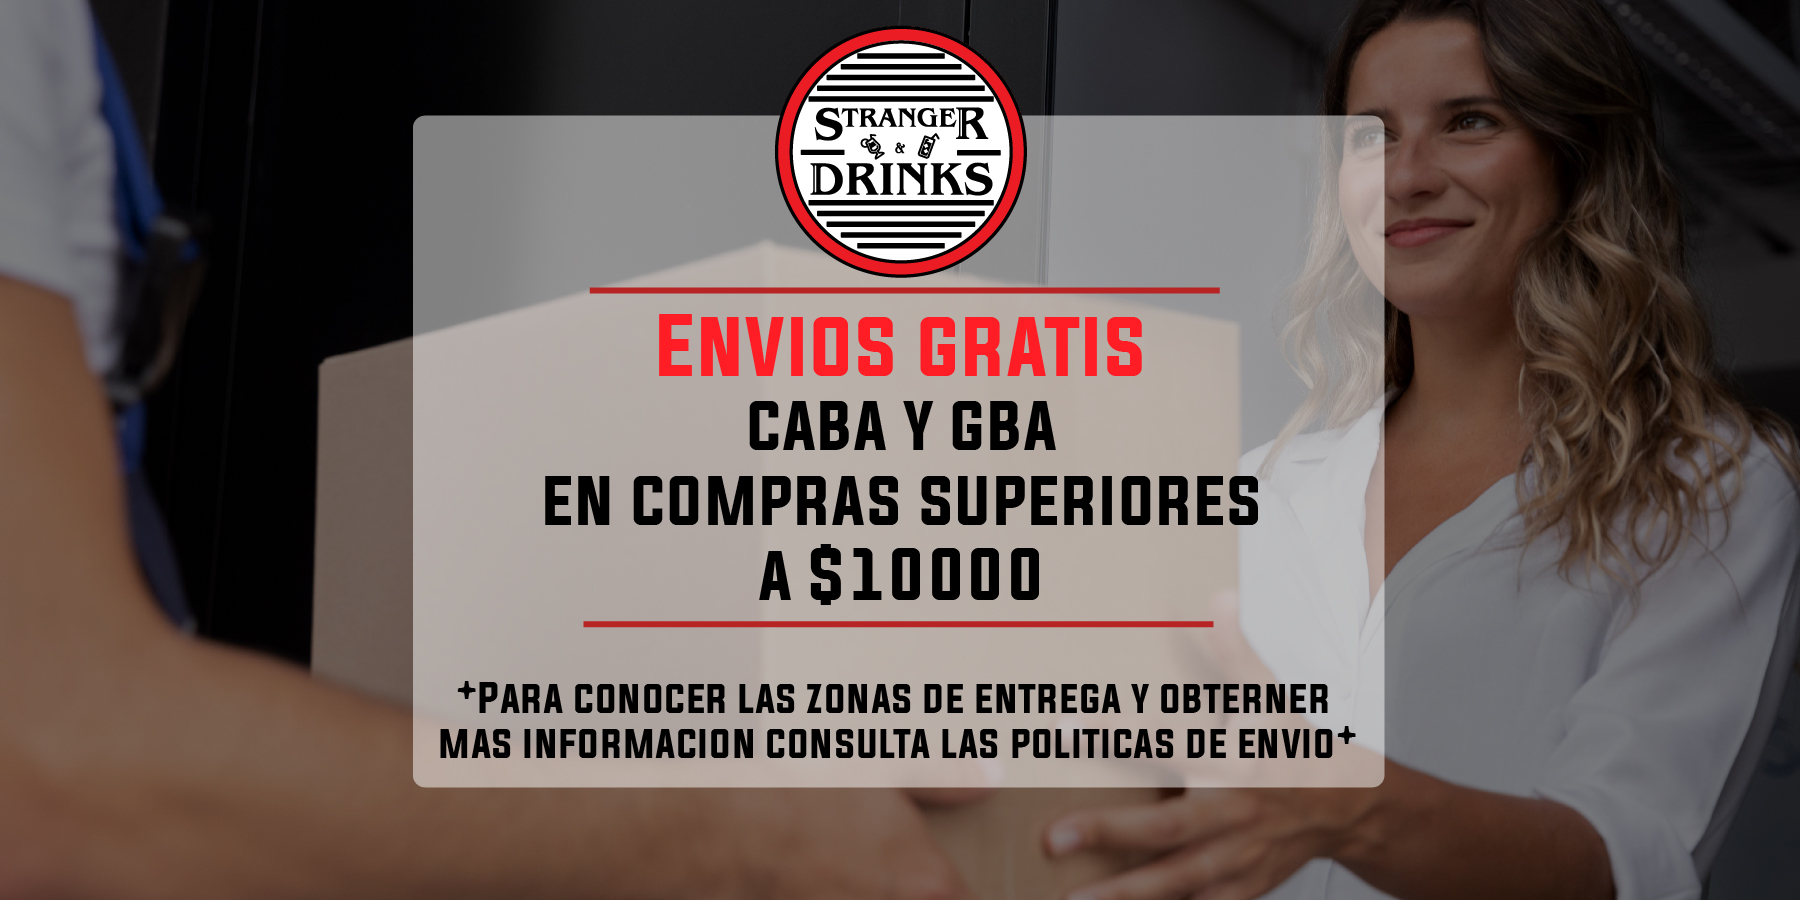 STRANGER
&
DRINKS
ENVIOS GRATIS
CABA Y GBA
EN COMPRAS SUPERIORES
A $10000
+PARA CONOCER LAS ZONAS DE ENTREGA Y OBTERNER
MAS INFORMACION CONSULTA LAS POLITICAS DE ENVIO+